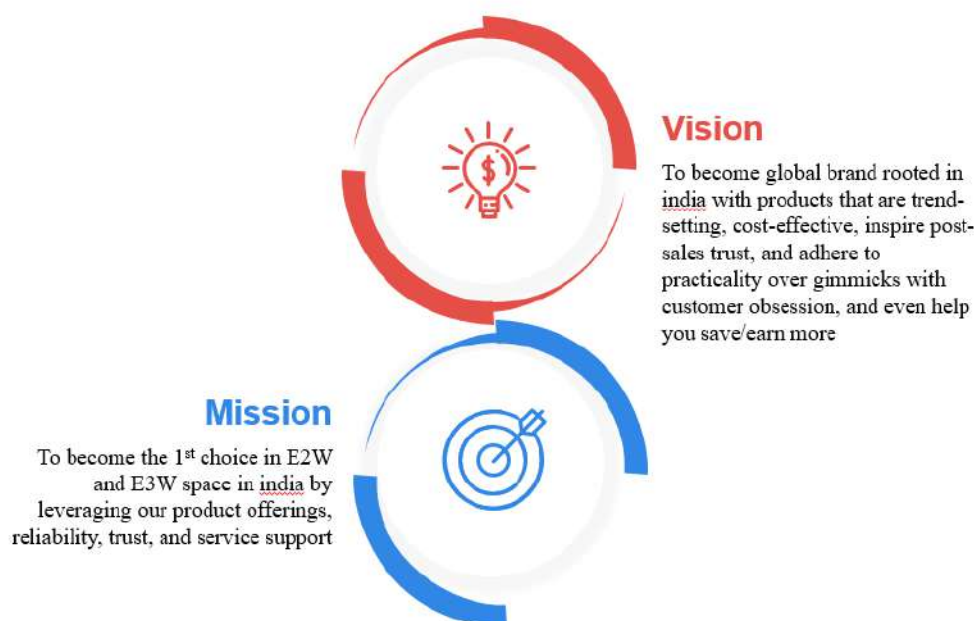 Vision
To become global brand rooted in
india with products that are trend-
setting, cost-effective, inspire post-
sales trust, and adhere to
practicality over gimmicks with
customer obsession, and even help
you save/earn more
Mission
To become the 1st choice in E2W
and E3W space in india by
leveraging our product offerings,
reliability, trust, and service support
$